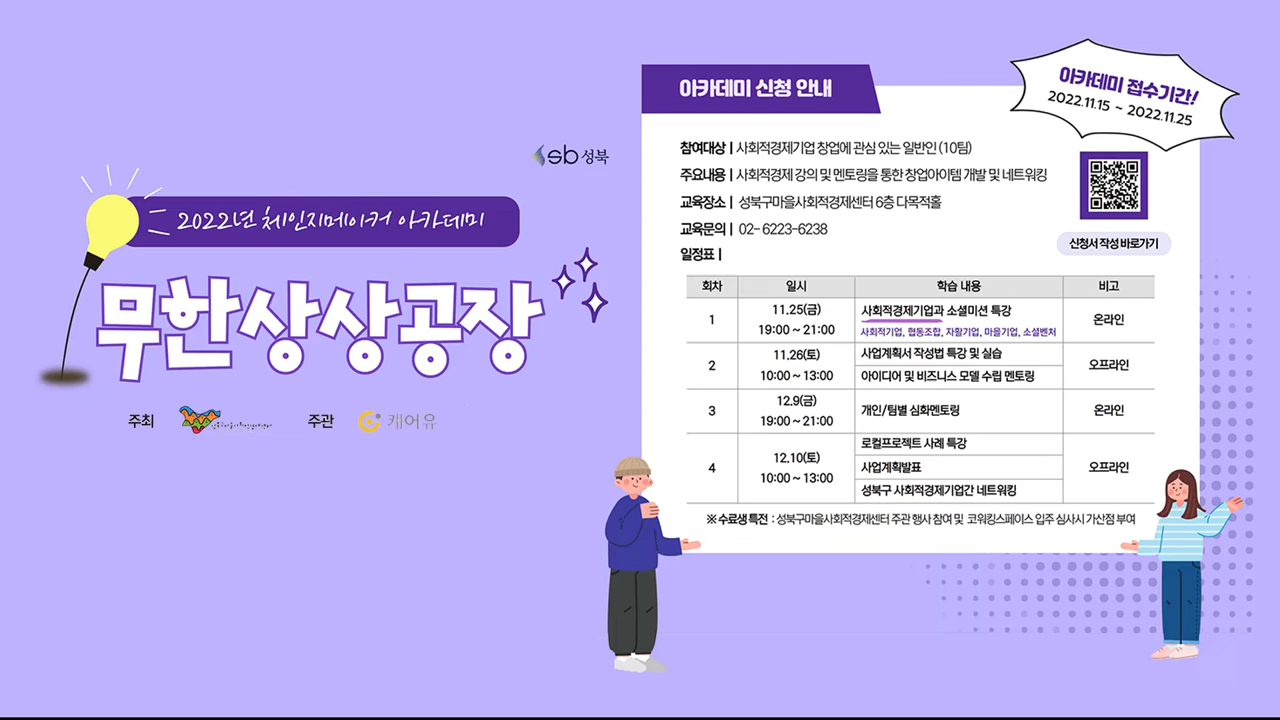 sb 성북
2022년 체인지메이커 아카데미
무한상상공장
주최
주관 케어유
아카데미 신청 안내
아카데미 접수기간!
2022.11.15 ~ 2022.11.25
참여대상 | 사회적경제기업 창업에 관심 있는 일반인 (10팀)
주요내용 | 사회적경제 강의 및 멘토링을 통한 창업아이템 개발 및 네트워킹
교육장소 | 성북구마을사회적경제센터 6층 다목적홀
교육문의 | 02- 6223-6238
일정표 |
신청서 작성 바로가기
회차 일시 학습 내용 비고
1 11.25(금) 19:00 ~ 21:00 사회적경제기업과 소셜미션 특강 온라인
사회적기업, 협동조합, 자활기업, 마을기업, 소셜벤처
2 11.26(토) 10:00 ~ 13:00 사업계획서 작성법 특강 및 실습 오프라인
아이디어 및 비즈니스 모델 수립 멘토링
3 12.9(금) 19:00 ~ 21:00 개인/팀별 심화멘토링 온라인
4 12.10(토) 10:00 ~ 13:00 로컬프로젝트 사례 특강 오프라인
사업계획발표
성북구 사회적경제기업간 네트워킹
※ 수료생 특전 : 성북구마을사회적경제센터 주관 행사 참여 및 코워킹스페이스 입주 심사시 가산점 부여